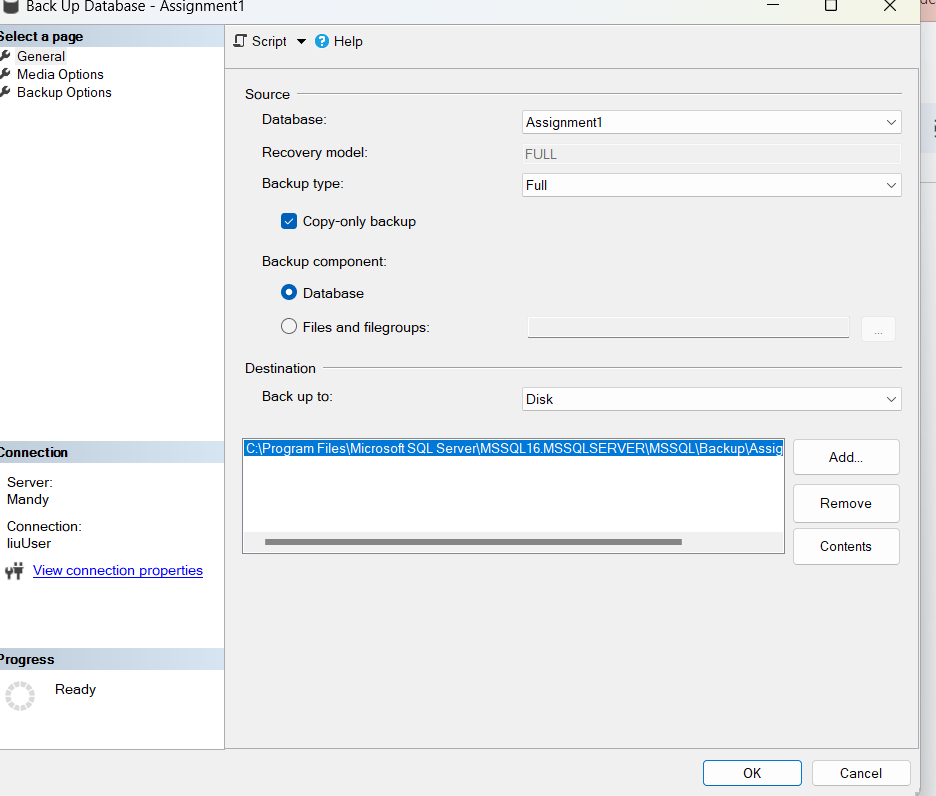 Back Up Database - Assignment1
Select a page
General
Media Options
Backup Options
Script
Help
Source
Database:
Assignment1
Recovery model:
FULL
Backup type:
Full
Copy-only backup
Backup component:
Database
Files and filegroups:
...
Destination
Back up to:
Disk
C:\Program Files\Microsoft SQL Server\MSSQL16.MSSQLSERVER\MSSQL\Backup\Assig
Add...
Remove
Contents
Connection
Server:
Mandy
Connection:
liuUser
View connection properties
Progress
Ready
OK
Cancel